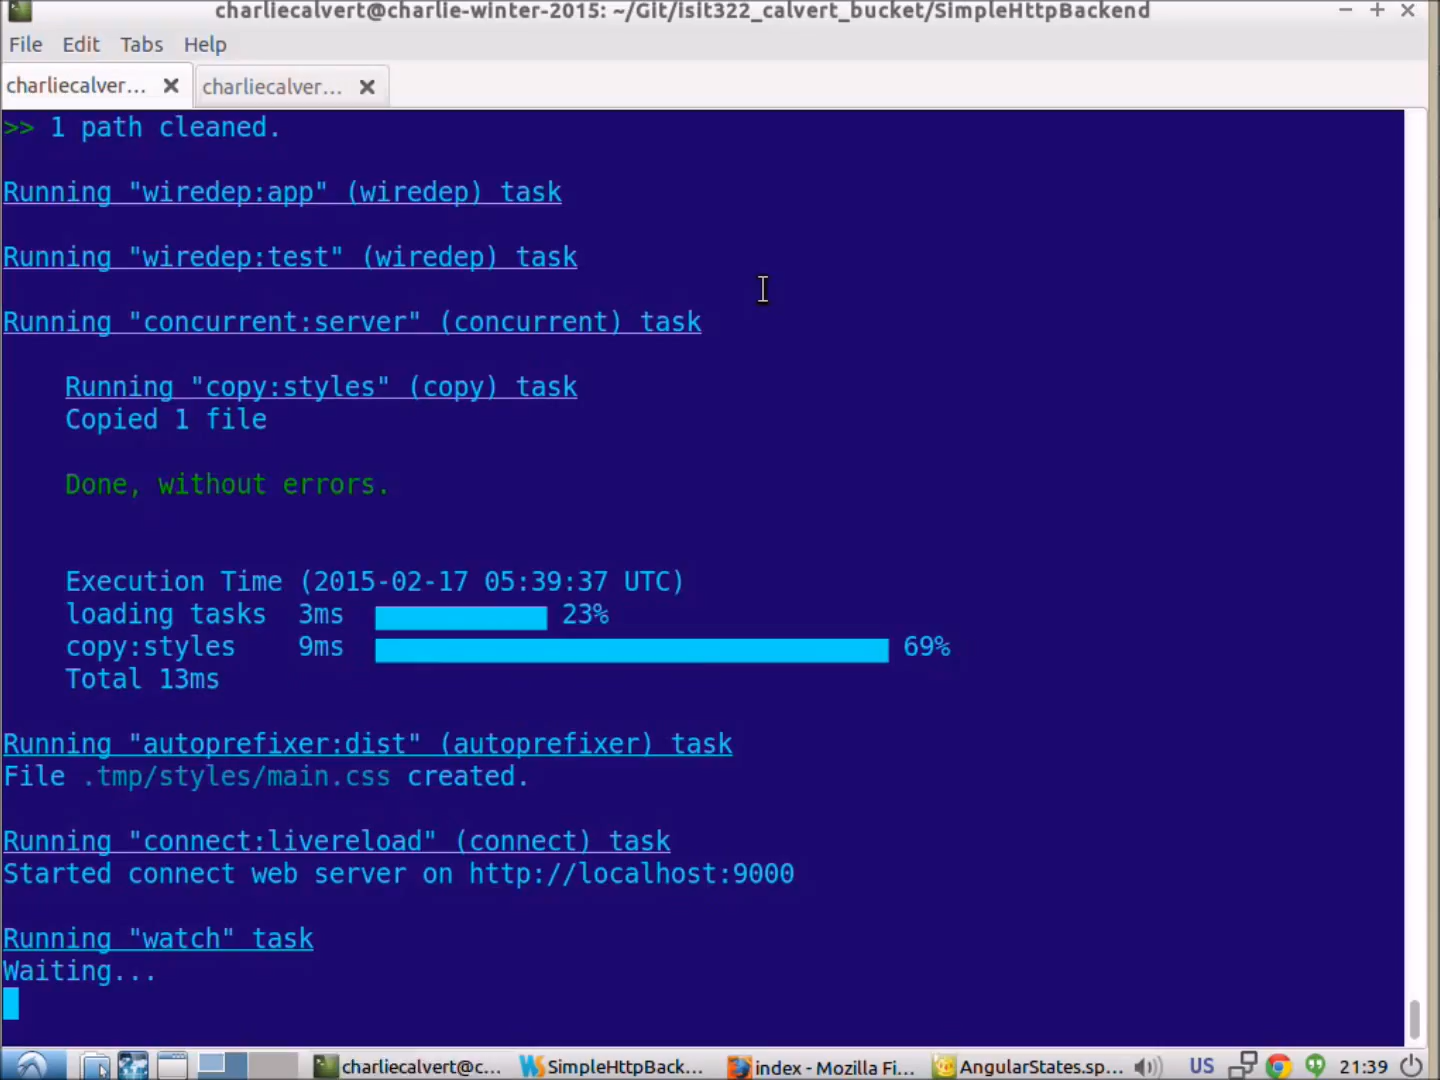 charliecalvert@charlie-winter-2015: ~/Git/isit322_calvert_bucket/SimpleHttpBackend
File Edit Tabs Help
charliecalver... charliecalver...
>> 1 path cleaned.
Running "wiredep:app" (wiredep) task
Running "wiredep:test" (wiredep) task
Running "concurrent:server" (concurrent) task
Running "copy:styles" (copy) task
Copied 1 file
Done, without errors.
Execution Time (2015-02-17 05:39:37 UTC)
loading tasks 3ms 23%
copy:styles 9ms 69%
Total 13ms
Running "autoprefixer:dist" (autoprefixer) task
File .tmp/styles/main.css created.
Running "connect:livereload" (connect) task
Started connect web server on http://localhost:9000
Running "watch" task
Waiting...
charliecalvert@c... SimpleHttpBack... index - Mozilla Fi... AngularStates.sp... US 21:39